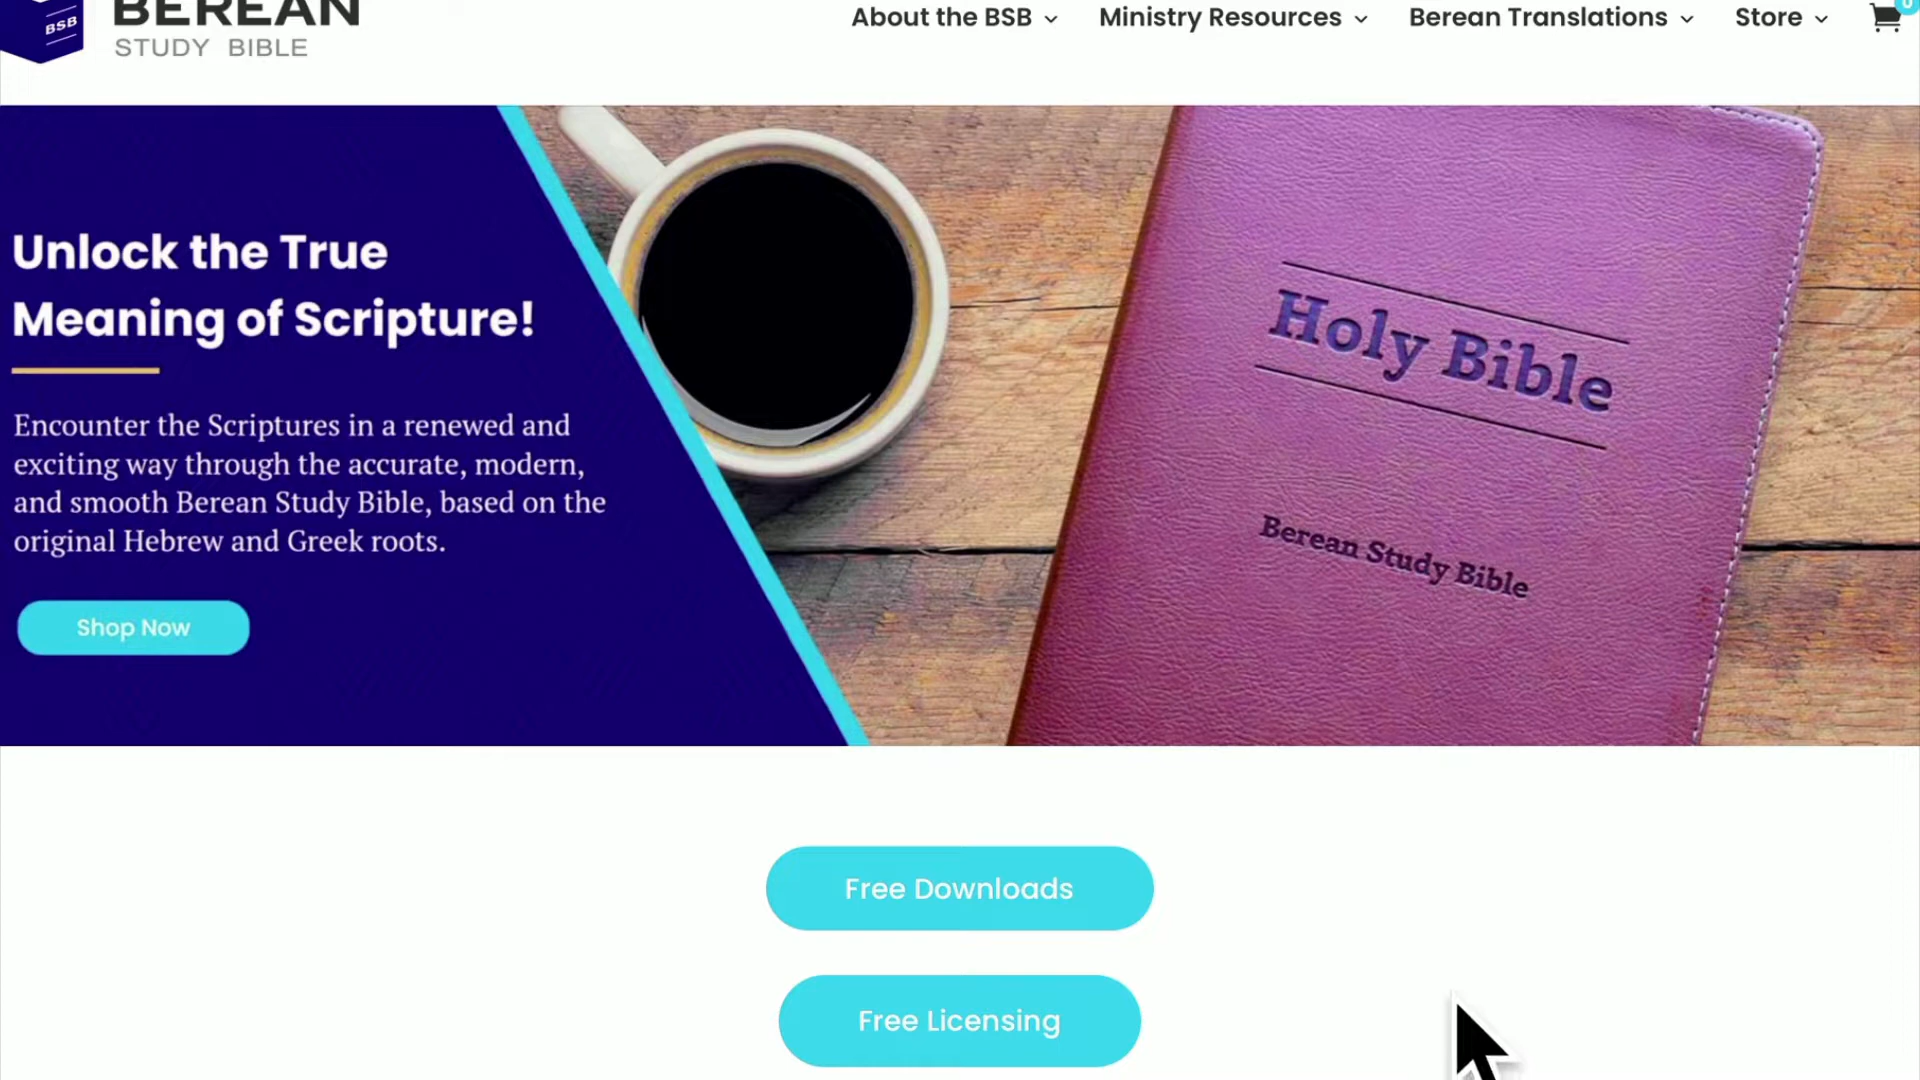 BSB
BEREAN
STUDY BIBLE
About the BSB
Ministry Resources
Berean Translations
Store
0
Unlock the True
Meaning of Scripture!
Encounter the Scriptures in a renewed and
exciting way through the accurate, modern,
and smooth Berean Study Bible, based on the
original Hebrew and Greek roots.
Shop Now
Holy Bible
Berean Study Bible
Free Downloads
Free Licensing